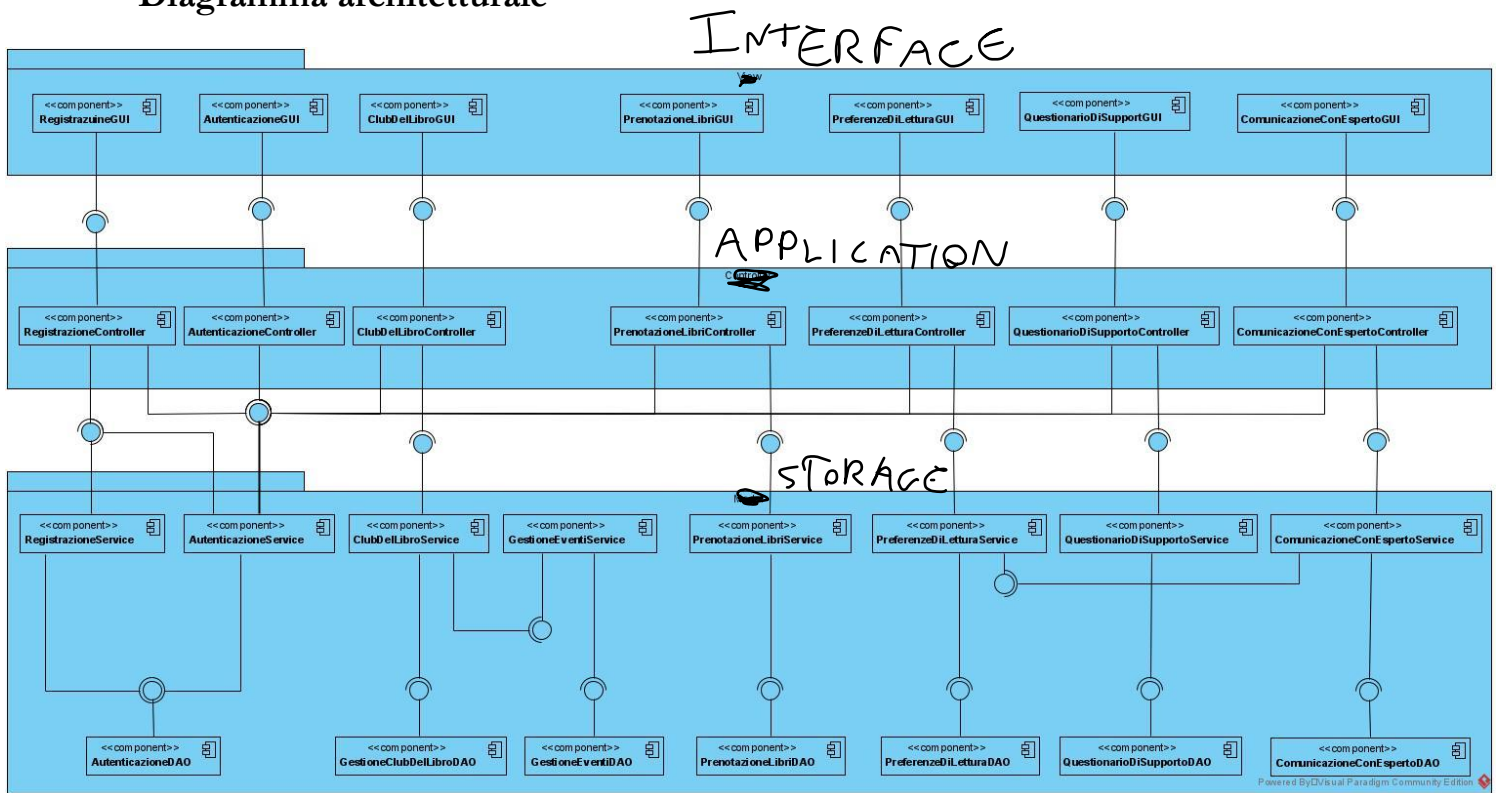 Diagramma architetturale
INTERFACE
<<component>> <<component>> <<component>> <<component>> <<component>> <<component>> <<component>>
RegistrazuineGUI AutenticazioneGUI ClubDelLibroGUI PrenotazioneLibriGUI PreferenzeDiLetturaGUI QuestionarioDiSupportGUI ComunicazioneConEspertoGUI
APPLICATION
<<component>> <<component>> <<component>> <<component>> <<component>> <<component>> <<component>>
RegistrazioneController AutenticazioneController ClubDelLibroController PrenotazioneLibriController PreferenzeDiLetturaController QuestionarioDiSupportoController ComunicazioneConEspertoController
STORAGE
<<component>> <<component>> <<component>> <<component>> <<component>> <<component>> <<component>> <<component>>
RegistrazioneService AutenticazioneService ClubDelLibroService GestioneEventiService PrenotazioneLibriService PreferenzeDiLetturaService QuestionarioDiSupportoService ComunicazioneConEspertoService
<<component>> <<component>> <<component>> <<component>> <<component>> <<component>> <<component>>
AutenticazioneDAO GestioneClubDelLibroDAO GestioneEventiDAO PrenotazioneLibriDAO PreferenzeDiLetturaDAO QuestionarioDiSupportoDAO ComunicazioneConEspertoDAO
Powered By Visual Paradigm Community Edition